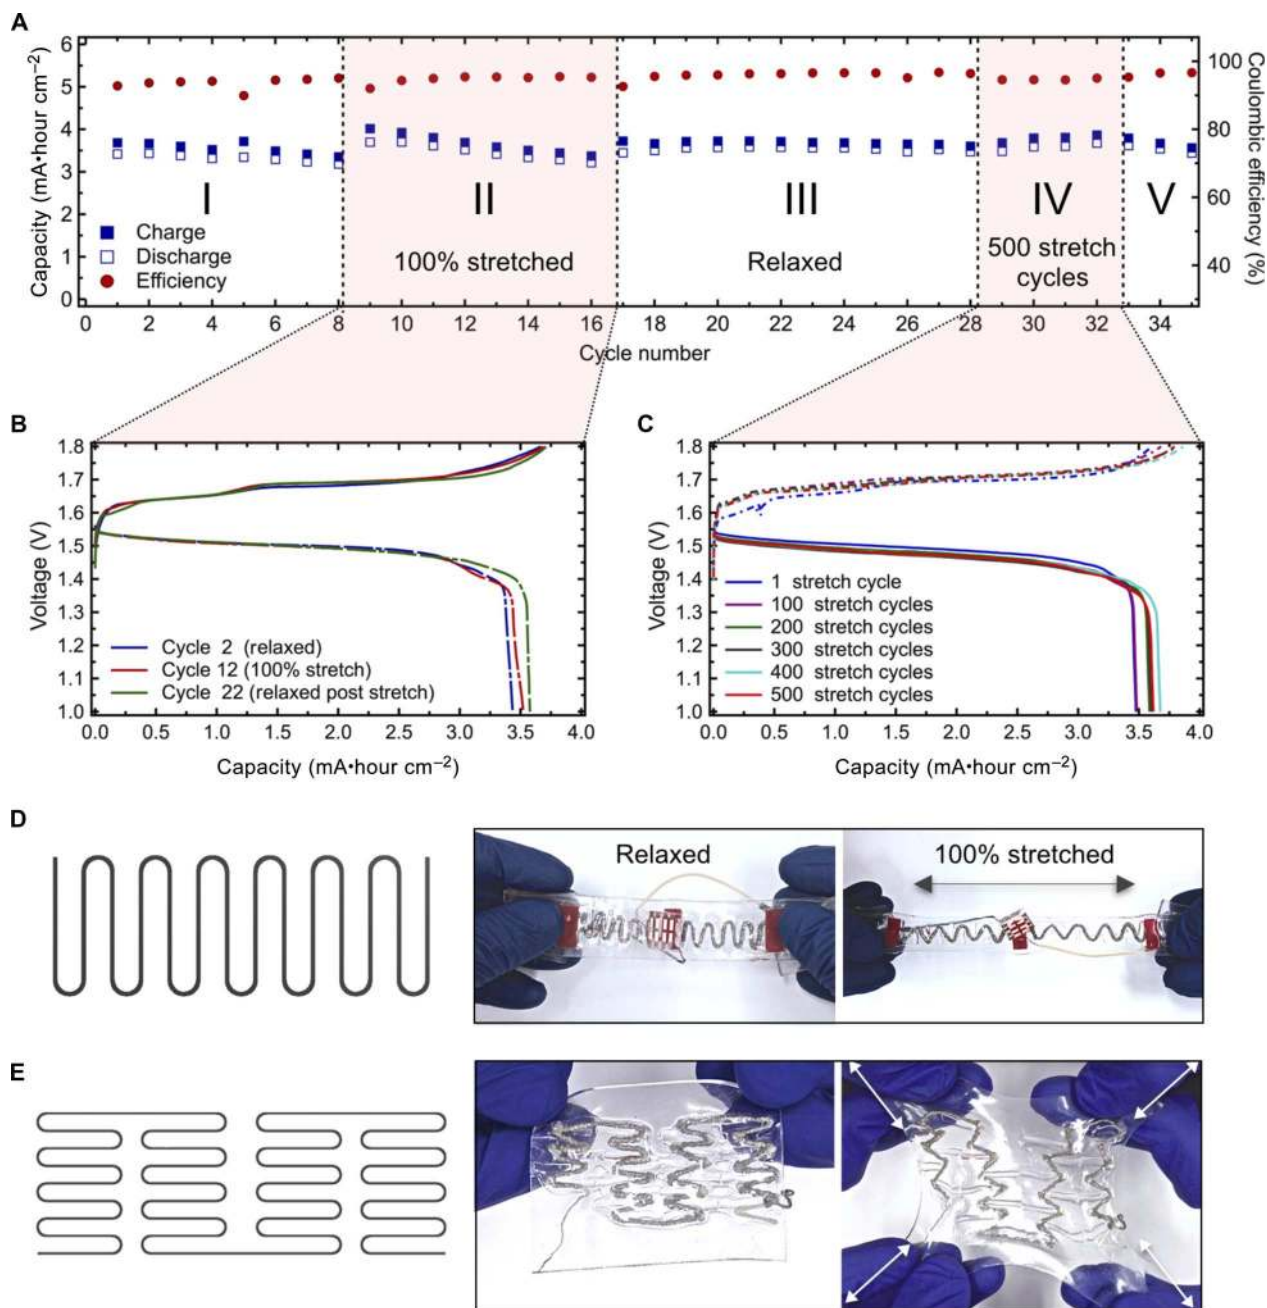 A
Capacity (mA•hour cm−2)
6
5
4
3
2
1
0
I
II
III
IV
V
Charge
Discharge
Efficiency
100% stretched
Relaxed
500 stretch
cycles
100
80
60
40
Coulombic efficiency (%)
0 2 4 6 8 10 12 14 16 18 20 22 24 26 28 30 32 34
Cycle number
B
Voltage (V)
1.8
1.7
1.6
1.5
1.4
1.3
1.2
1.1
1.0
Cycle 2 (relaxed)
Cycle 12 (100% stretch)
Cycle 22 (relaxed post stretch)
0.0 0.5 1.0 1.5 2.0 2.5 3.0 3.5 4.0
Capacity (mA•hour cm−2)
C
Voltage (V)
1.8
1.7
1.6
1.5
1.4
1.3
1.2
1.1
1.0
1 stretch cycle
100 stretch cycles
200 stretch cycles
300 stretch cycles
400 stretch cycles
500 stretch cycles
0.0 0.5 1.0 1.5 2.0 2.5 3.0 3.5 4.0
Capacity (mA•hour cm−2)
D
Relaxed
100% stretched
E